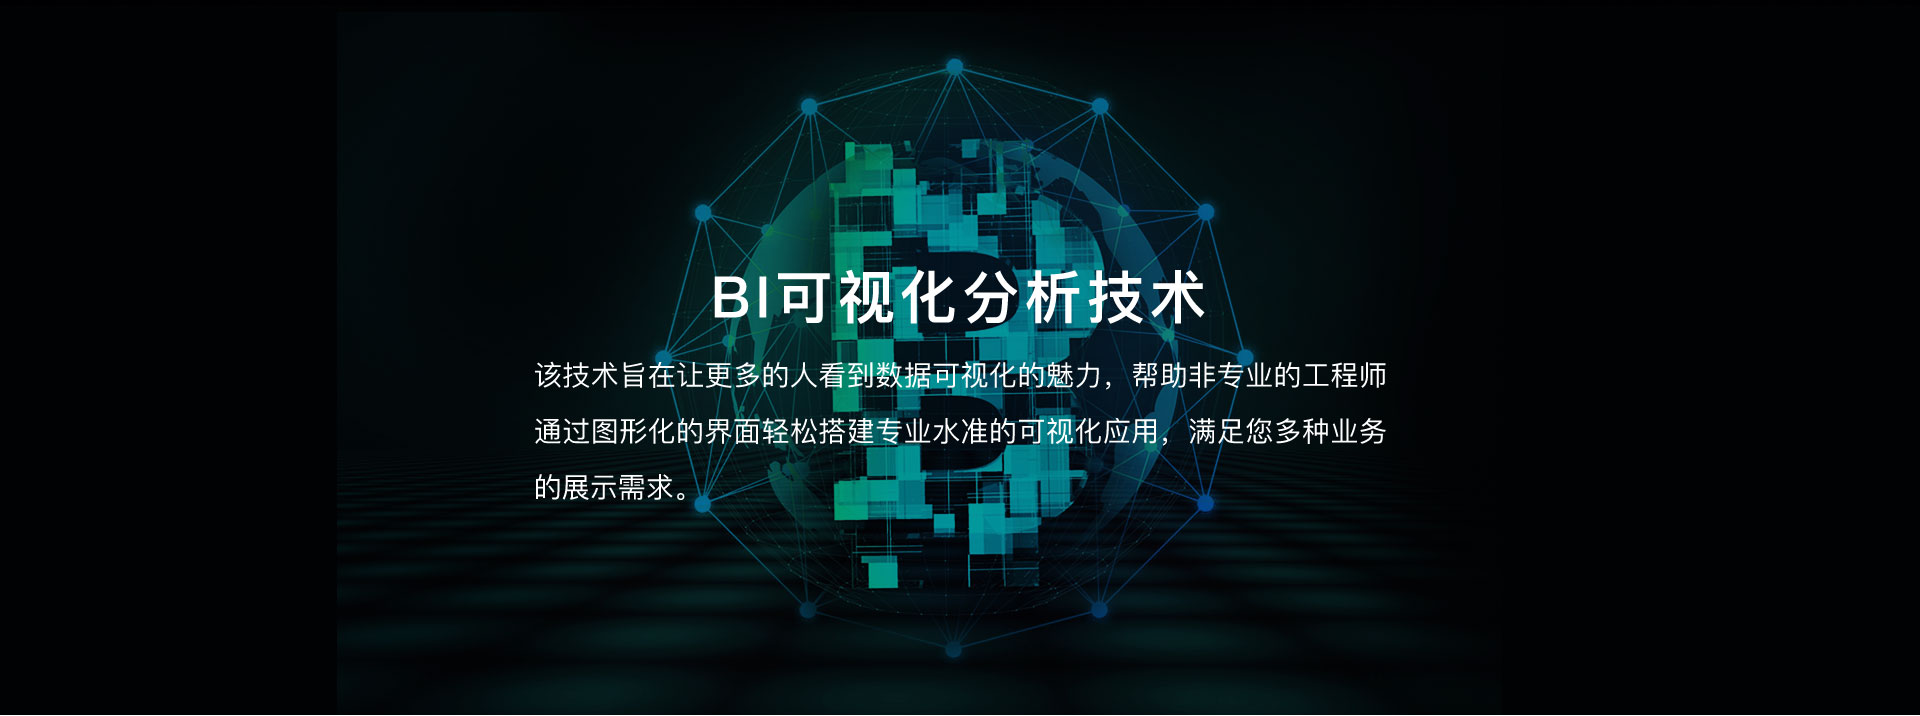 BI可视化分析技术
该技术旨在让更多的人看到数据可视化的魅力，帮助非专业的工程师
通过图形化的界面轻松搭建专业水准的可视化应用，满足您多种业务
的展示需求。